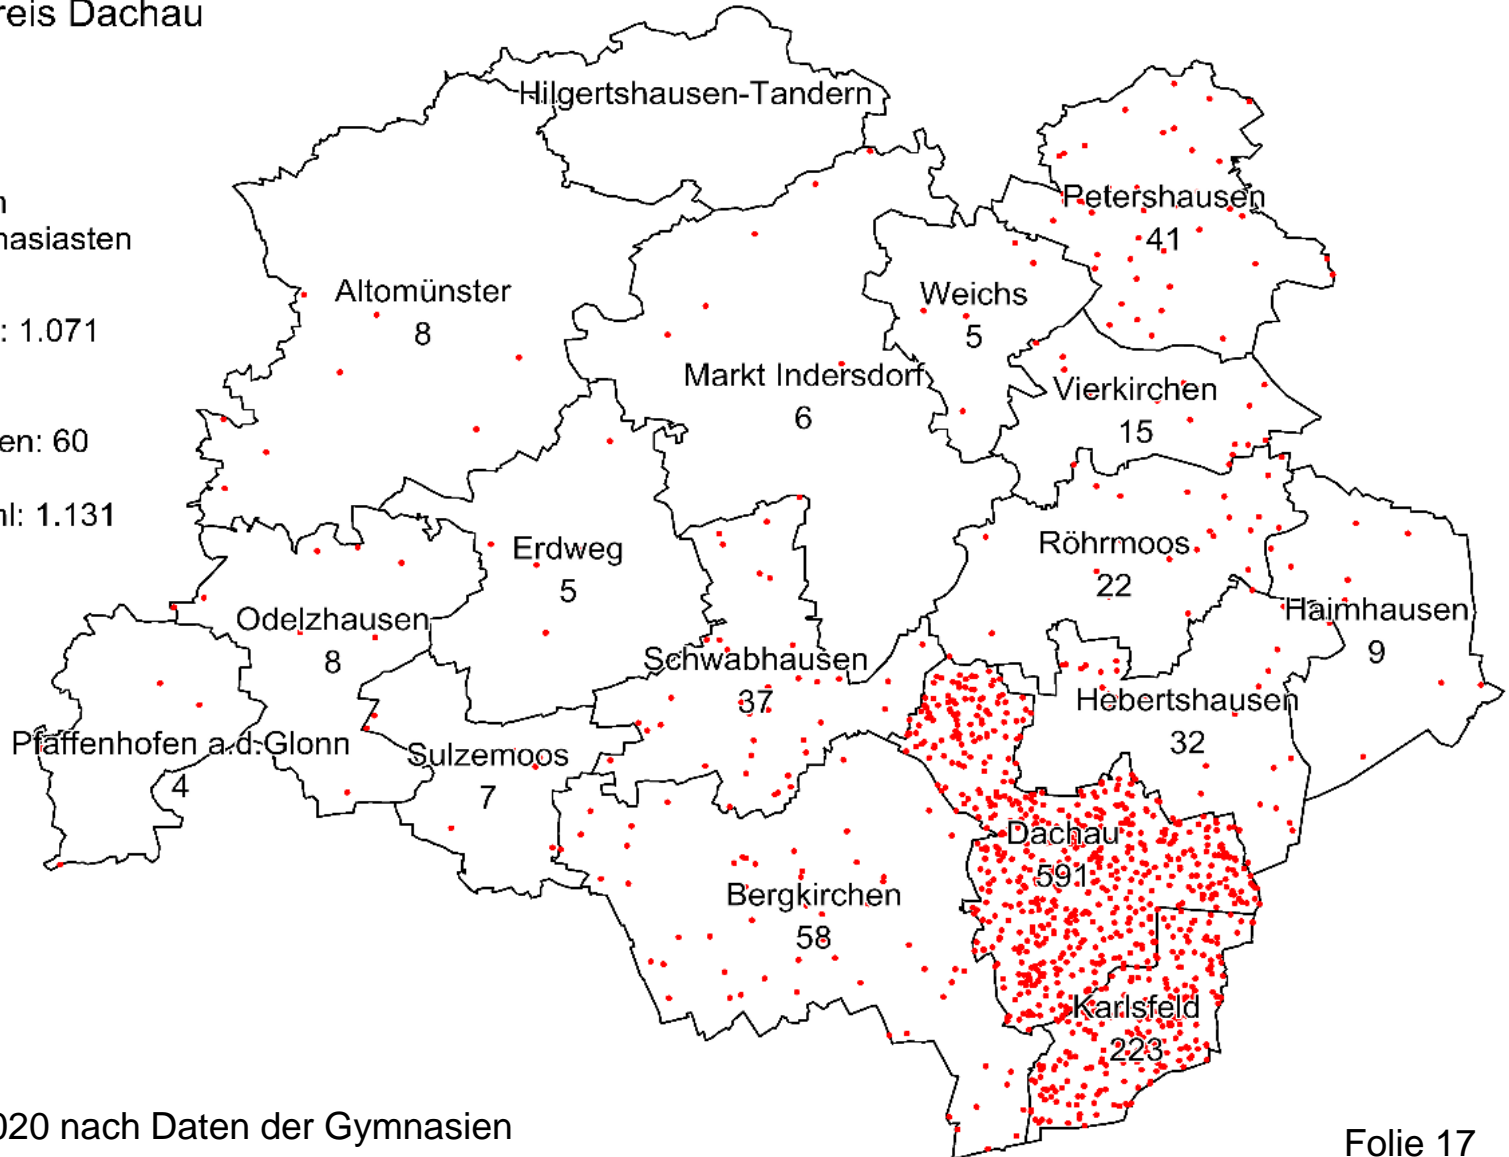 reis Dachau
nasiasten
: 1.071
en: 60
hl: 1.131
Hilgertshausen-Tandern
Petershausen
41
Altomünster
8
Weichs
5
Markt Indersdorf
6
Vierkirchen
15
Röhrmoos
22
Erdweg
5
Odelzhausen
8
Haimhausen
9
Schwabhausen
37
Hebertshausen
32
Pfaffenhofen a.d.Glonn
4
Sulzemoos
7
Dachau
591
Bergkirchen
58
Karlsfeld
223
020 nach Daten der Gymnasien
Folie 17